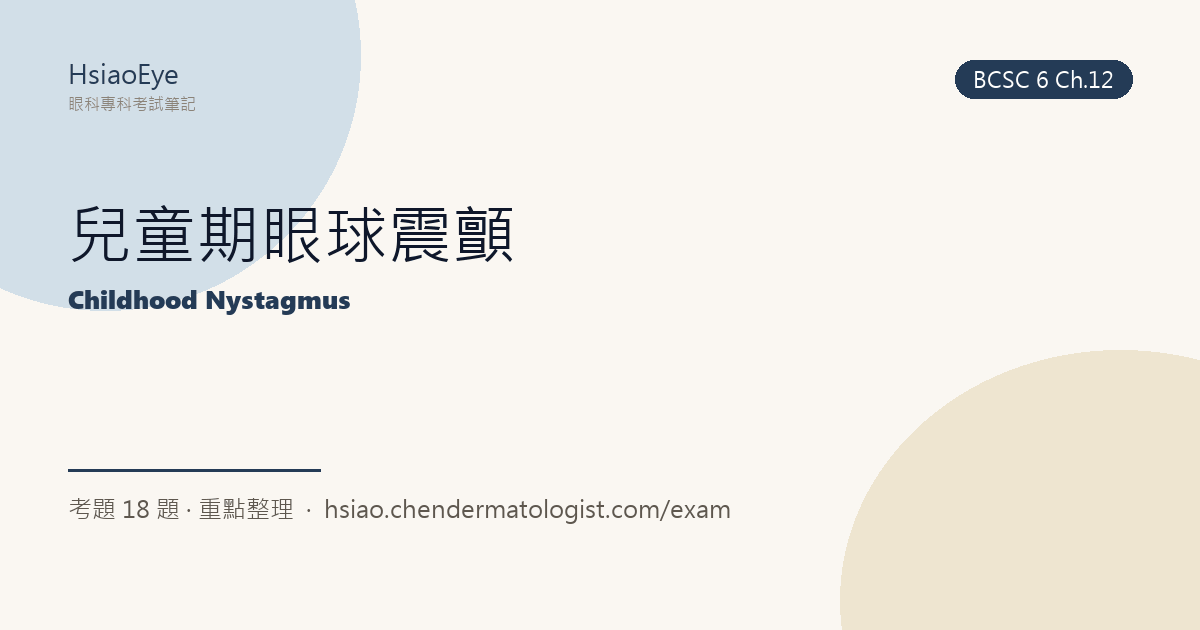 HsiaoEye
眼科專科考試筆記
BCSC 6 Ch.12
兒童期眼球震顫
Childhood Nystagmus
考題 18 題 · 重點整理 · hsiao.chendermatologist.com/exam